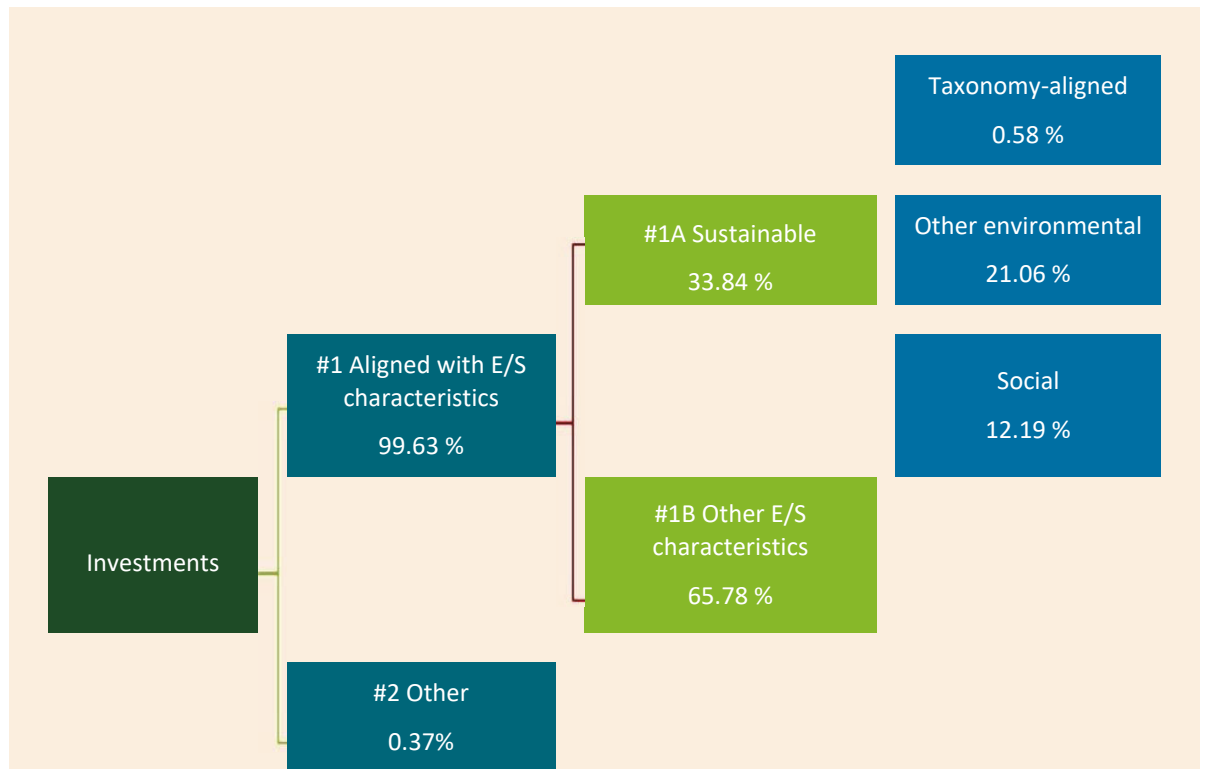 Taxonomy-aligned
0.58 %
#1A Sustainable
33.84 %
Other environmental
21.06 %
#1 Aligned with E/S
characteristics
99.63 %
Social
12.19 %
Investments
#1B Other E/S
characteristics
65.78 %
#2 Other
0.37%